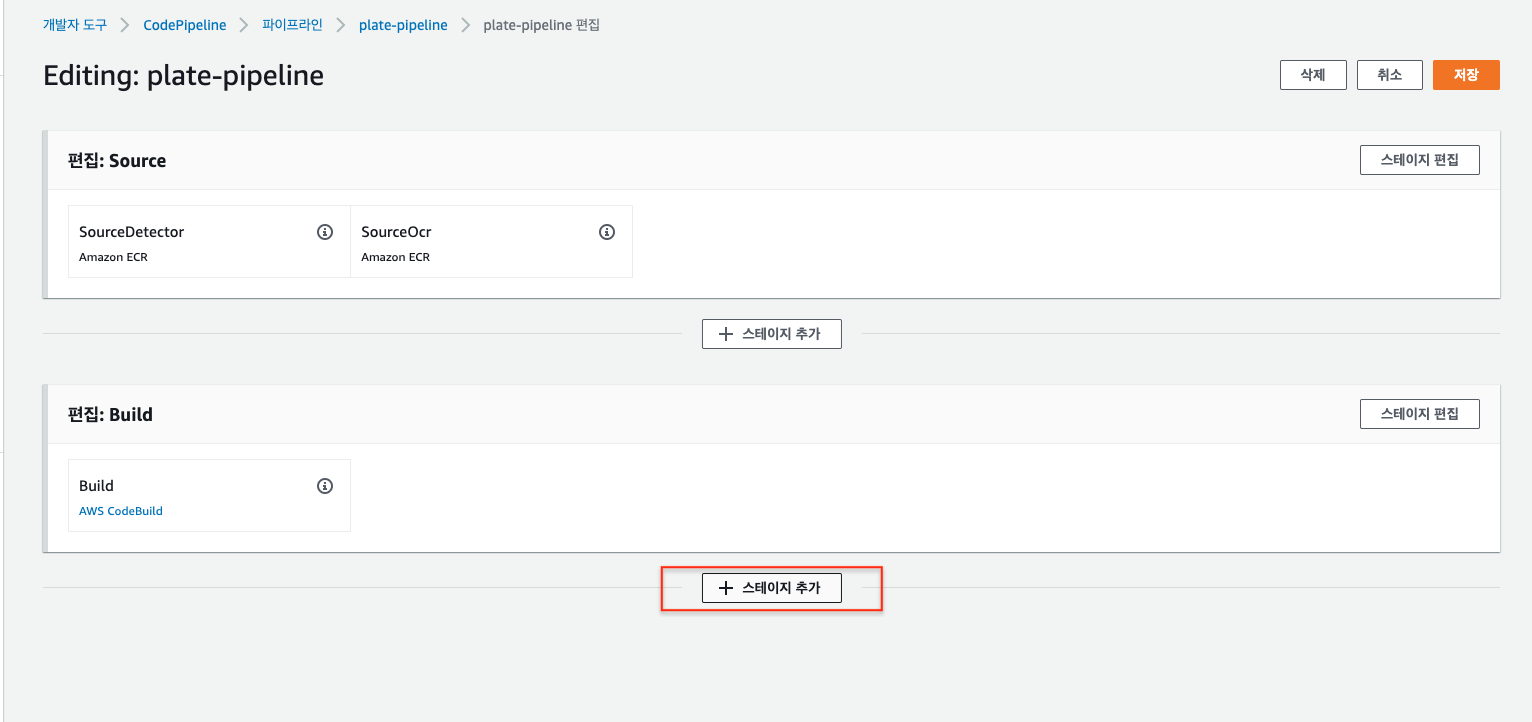 개발자 도구 > CodePipeline > 파이프라인 > plate-pipeline > plate-pipeline 편집
Editing: plate-pipeline
삭제 취소 저장
편집: Source
스테이지 편집
SourceDetector SourceOcr
Amazon ECR Amazon ECR
+ 스테이지 추가
편집: Build
스테이지 편집
Build
AWS CodeBuild
+ 스테이지 추가